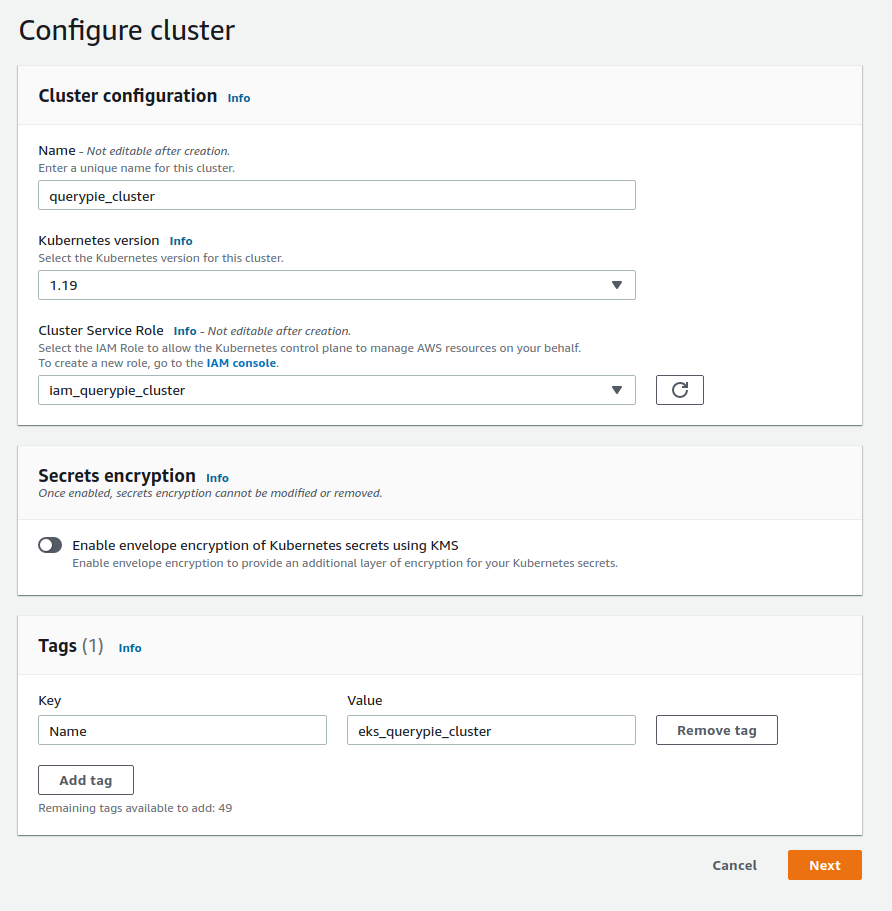 Configure cluster
Cluster configuration Info
Name - Not editable after creation.
Enter a unique name for this cluster.
querypie_cluster
Kubernetes version Info
Select the Kubernetes version for this cluster.
1.19
Cluster Service Role Info - Not editable after creation.
Select the IAM Role to allow the Kubernetes control plane to manage AWS resources on your behalf.
To create a new role, go to the IAM console.
iam_querypie_cluster
Secrets encryption Info
Once enabled, secrets encryption cannot be modified or removed.
Enable envelope encryption of Kubernetes secrets using KMS
Enable envelope encryption to provide an additional layer of encryption for your Kubernetes secrets.
Tags (1) Info
Key Value
Name eks_querypie_cluster Remove tag
Add tag
Remaining tags available to add: 49
Cancel Next